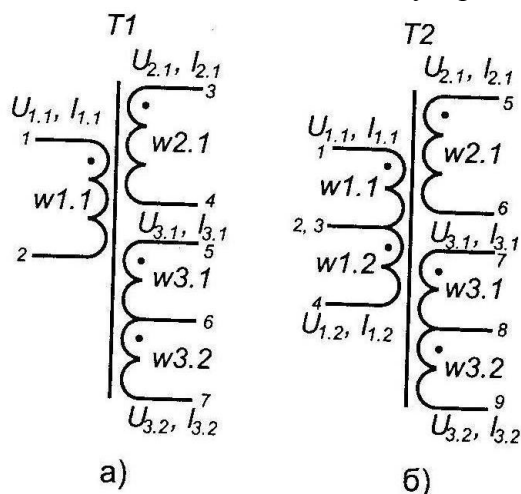 T1
U2.1, I2.1
3
U1.1, I1.1
1
w2.1
w1.1
4
U3.1, I3.1
2
5
w3.1
6
w3.2
7
U3.2, I3.2
а)
T2
U2.1, I2.1
5
U1.1, I1.1
1
w2.1
w1.1
6
2, 3
U3.1, I3.1
7
w1.2
w3.1
4
8
U1.2, I1.2
w3.2
9
U3.2, I3.2
б)